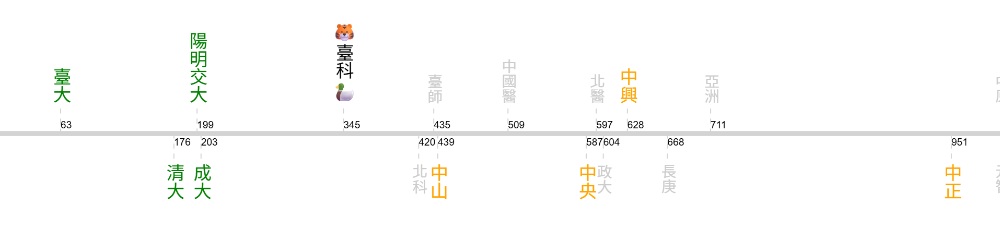 臺大
陽明交大
臺科
臺師
中國醫
北醫
中興
亞洲
63
199
345
435
509
597
628
711
176
203
420
439
587
604
668
951
清大
成大
北科
中山
中央
政大
長庚
中正